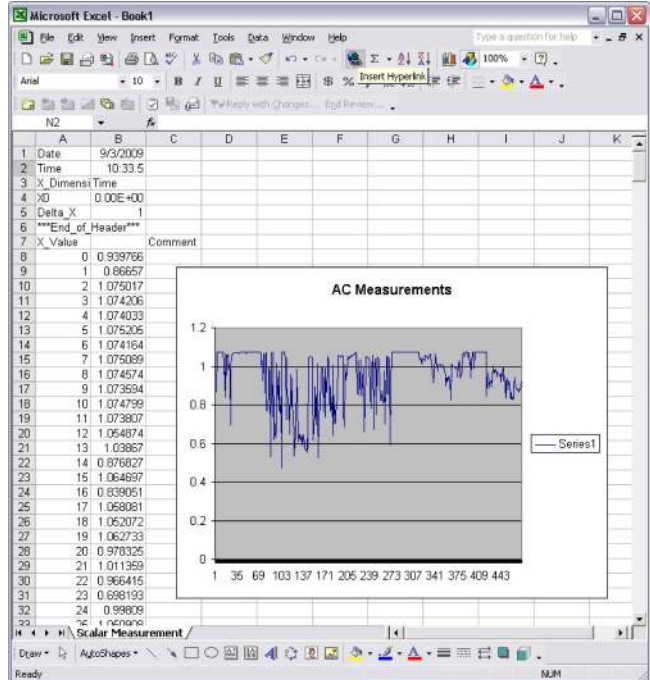 Microsoft Excel - Book1
File Edit View Insert Format Tools Data Window Help Type a question for help
100%
Arial 10 B I U $ %
Insert Hyperlink
Reply with Changes... End Review...
N2 fx
A B C D E F G H I J K
1 Date 9/3/2009
2 Time 10:33.5
3 X_Dimensi Time
4 X0 0.00E+00
5 Delta_X 1
6 ***End_of_Header***
7 X_Value Comment
8 0 0.939766
9 1 0.86657
10 2 1.075017
11 3 1.074206
12 4 1.074033
13 5 1.075205
14 6 1.074164
15 7 1.075089
16 8 1.074574
17 9 1.073594
18 10 1.074799
19 11 1.073807
20 12 1.054874
21 13 1.03867
22 14 0.876827
23 15 1.064697
24 16 0.839051
25 17 1.058081
26 18 1.052072
27 19 1.062733
28 20 0.978325
29 21 1.011359
30 22 0.966415
31 23 0.698193
32 24 0.99809
AC Measurements
1.2
1
0.8
0.6
0.4
0.2
0
1 35 69 103 137 171 205 239 273 307 341 375 409 443
Series1
Scalar Measurement
Draw AutoShapes
Ready NUM